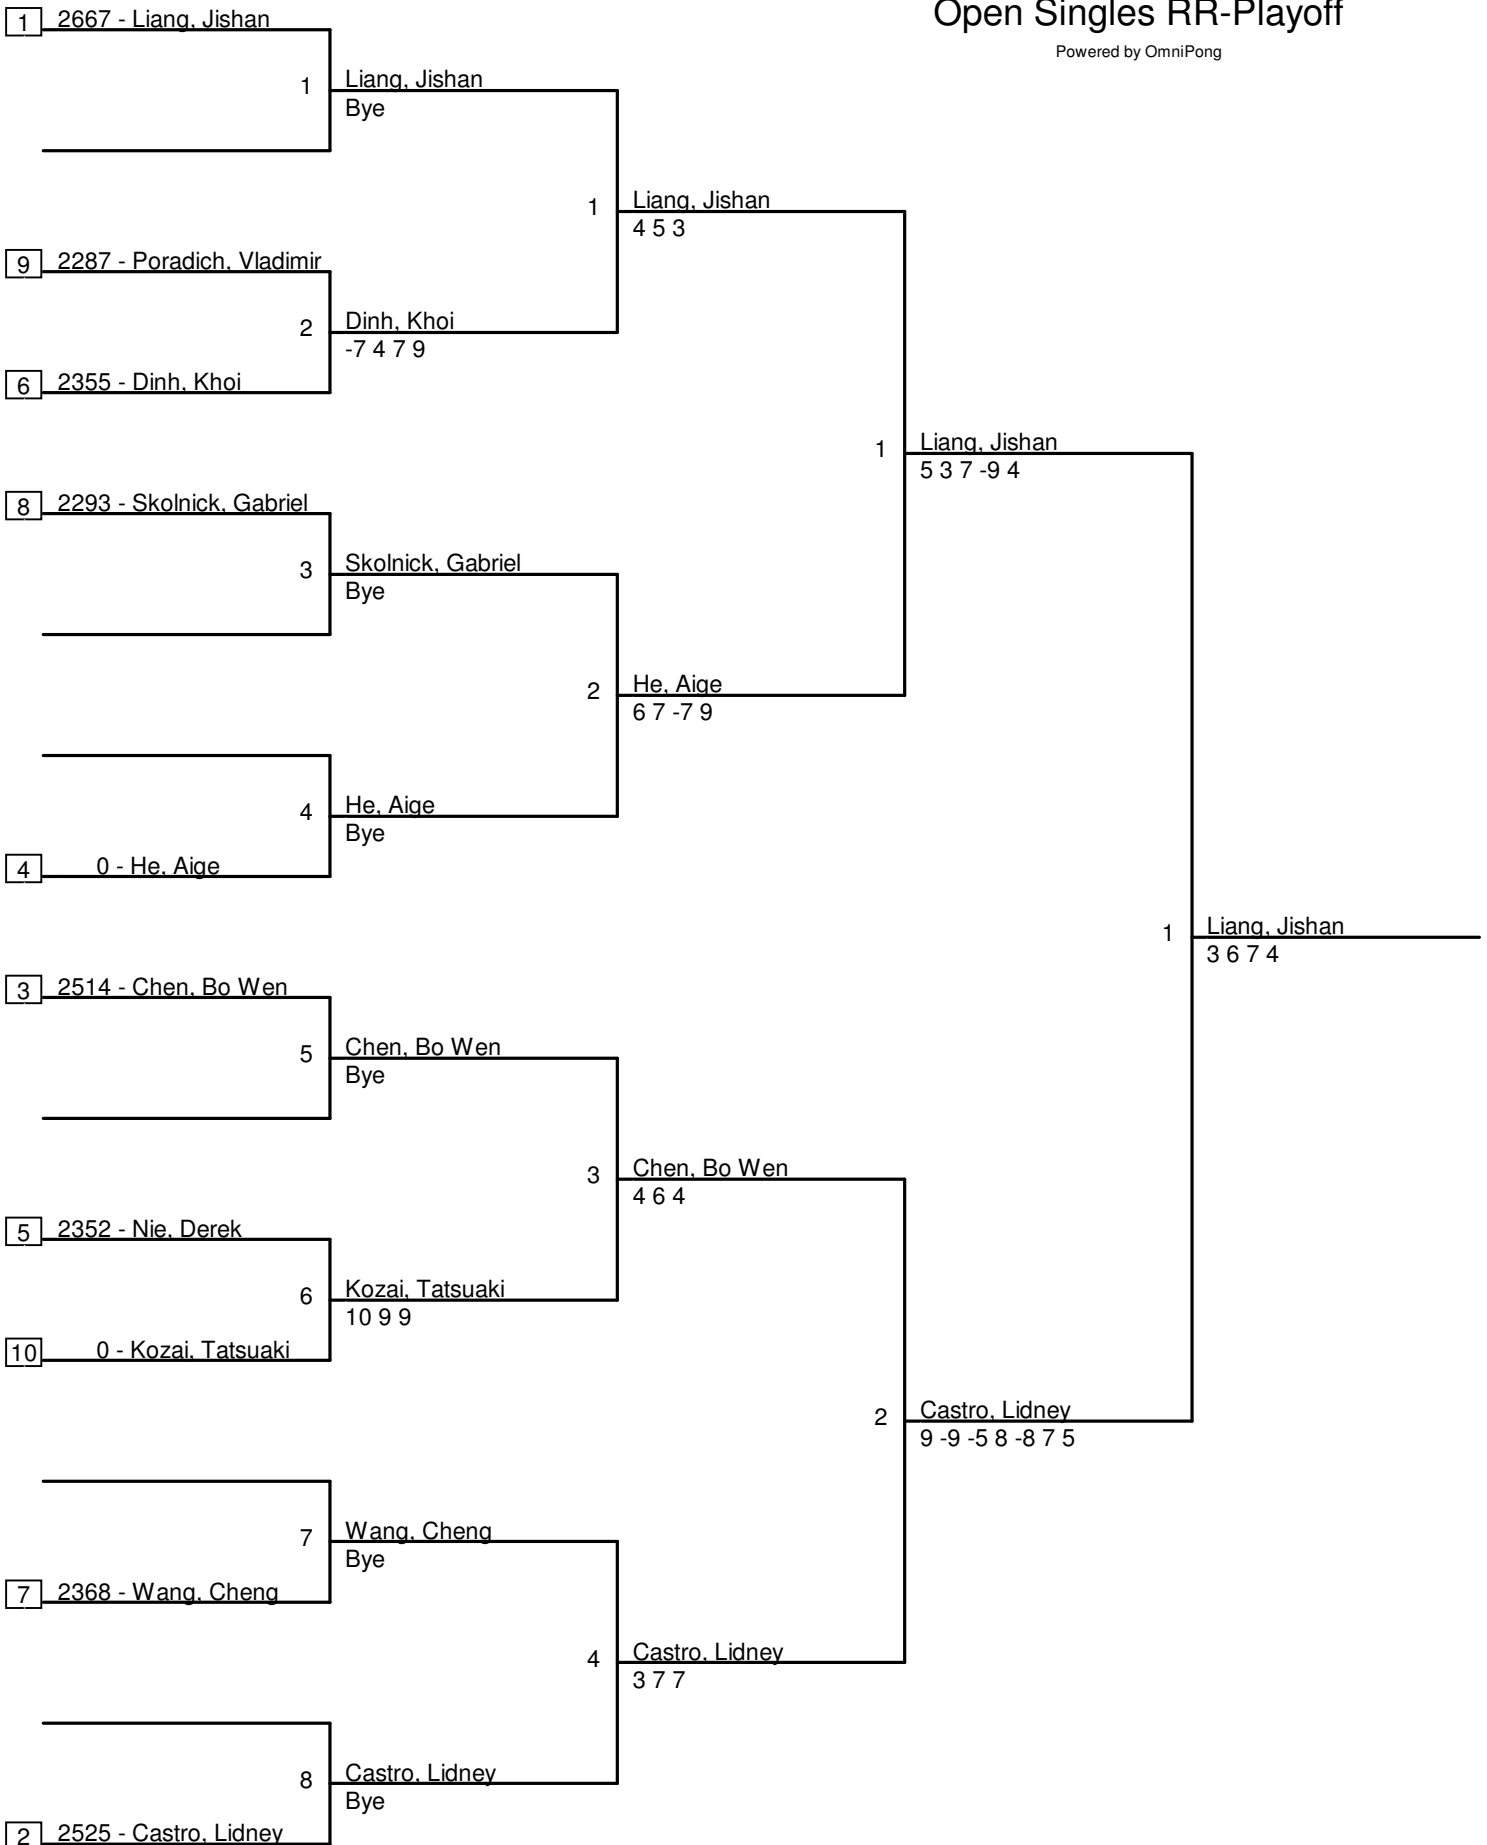 Open Singles RR-Playoff
Powered by OmniPong
1 2667 - Liang, Jishan
1 Liang, Jishan
Bye
1 Liang, Jishan
4 5 3
9 2287 - Poradich, Vladimir
2 Dinh, Khoi
-7 4 7 9
6 2355 - Dinh, Khoi
1 Liang, Jishan
5 3 7 -9 4
8 2293 - Skolnick, Gabriel
3 Skolnick, Gabriel
Bye
2 He, Aige
6 7 -7 9
4 He, Aige
Bye
4 0 - He, Aige
1 Liang, Jishan
3 6 7 4
3 2514 - Chen, Bo Wen
5 Chen, Bo Wen
Bye
3 Chen, Bo Wen
4 6 4
5 2352 - Nie, Derek
6 Kozai, Tatsuaki
10 9 9
10 0 - Kozai, Tatsuaki
2 Castro, Lidney
9 -9 -5 8 -8 7 5
7 Wang, Cheng
Bye
7 2368 - Wang, Cheng
4 Castro, Lidney
3 7 7
8 Castro, Lidney
Bye
2 2525 - Castro, Lidney